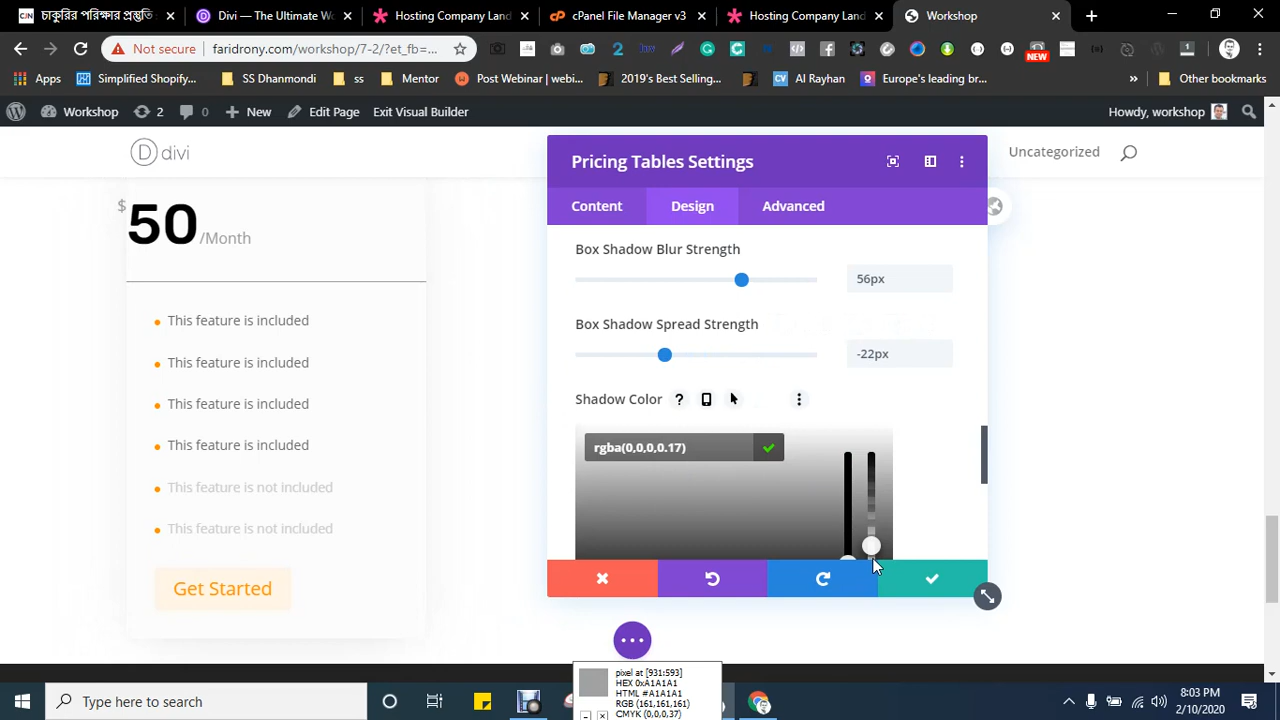 চাকুরির পরিক্ষার প্রস্তুতি
Divi — The Ultimate Wo
Hosting Company Land
cPanel File Manager v3
Hosting Company Land
Workshop
Not secure
faridrony.com/workshop/7-2/?et_fb=...
NEW
Apps
Simplified Shopify...
SS Dhanmondi
ss
Mentor
Post Webinar | webi...
2019's Best Selling...
CV
Al Rayhan
Europe's leading br...
Other bookmarks
Workshop
2
0
New
Edit Page
Exit Visual Builder
Howdy, workshop
D divi
Uncategorized
$
50
/Month
This feature is included
This feature is included
This feature is included
This feature is included
This feature is not included
This feature is not included
Get Started
Pricing Tables Settings
Content
Design
Advanced
Box Shadow Blur Strength
56px
Box Shadow Spread Strength
-22px
Shadow Color
rgba(0,0,0,0.17)
pixel at [931:593]
HEX 0xA1A1A1
HTML #A1A1A1
RGB (161,161,161)
CMYK (0,0,0,37)
Type here to search
8:03 PM
2/10/2020